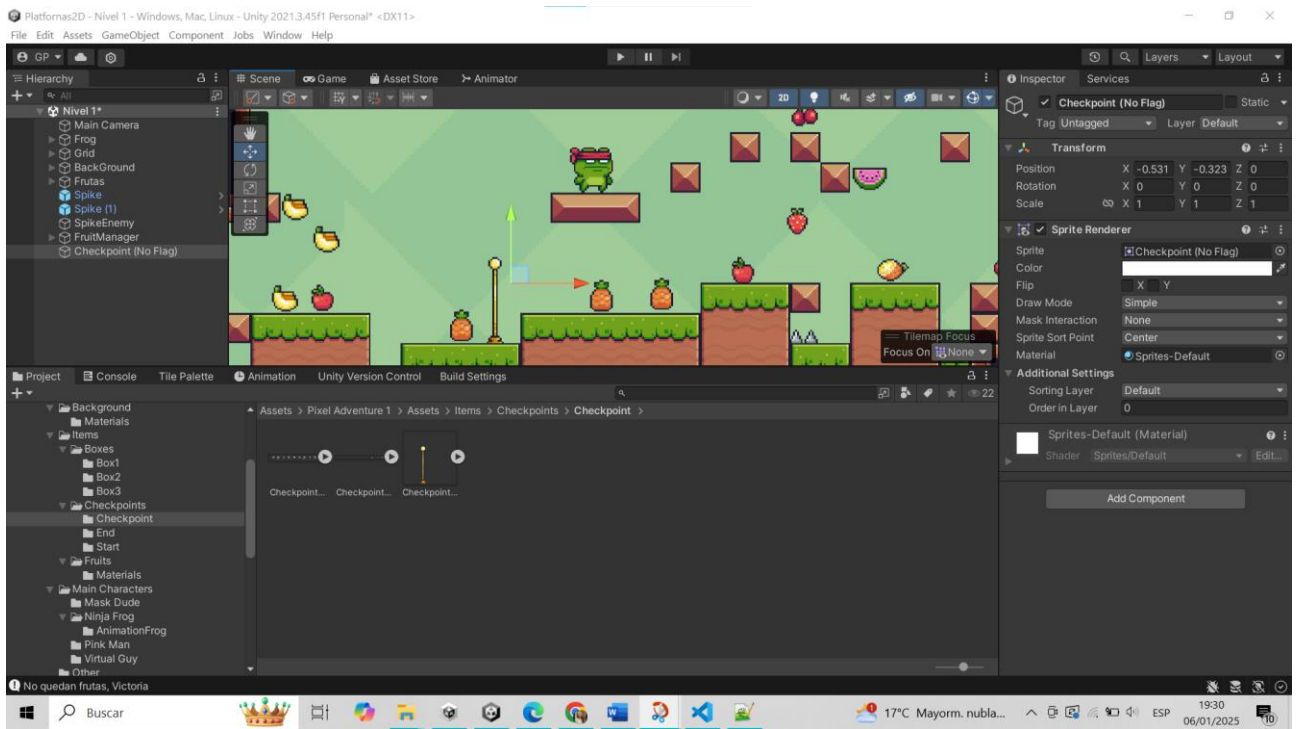 Platfornas2D - Nivel 1 - Windows, Mac, Linux - Unity 2021.3.45f1 Personal* <DX11>
File Edit Assets GameObject Component Jobs Window Help
GP
Layers Layout
Hierarchy
All
Nivel 1*
Main Camera
Frog
Grid
BackGround
Frutas
Spike
Spike (1)
SpikeEnemy
FruitManager
Checkpoint (No Flag)
Scene Game Asset Store Animator
2D
Tilemap Focus
Focus On None
Inspector Services
Checkpoint (No Flag) Static
Tag Untagged Layer Default
Transform
Position X -0.531 Y -0.323 Z 0
Rotation X 0 Y 0 Z 0
Scale X 1 Y 1 Z 1
Sprite Renderer
Sprite Checkpoint (No Flag)
Color
Flip X Y
Draw Mode Simple
Mask Interaction None
Sprite Sort Point Center
Material Sprites-Default
Additional Settings
Sorting Layer Default
Order in Layer 0
Sprites-Default (Material)
Shader Sprites/Default Edit...
Add Component
Project Console Tile Palette Animation Unity Version Control Build Settings
22
Background
Materials
Items
Boxes
Box1
Box2
Box3
Checkpoints
Checkpoint
End
Start
Fruits
Materials
Main Characters
Mask Dude
Ninja Frog
AnimationFrog
Pink Man
Virtual Guy
Other
Assets > Pixel Adventure 1 > Assets > Items > Checkpoints > Checkpoint >
Checkpoint... Checkpoint... Checkpoint...
No quedan frutas, Victoria
Buscar
17°C Mayorm. nubla...
ESP
19:30
06/01/2025
10